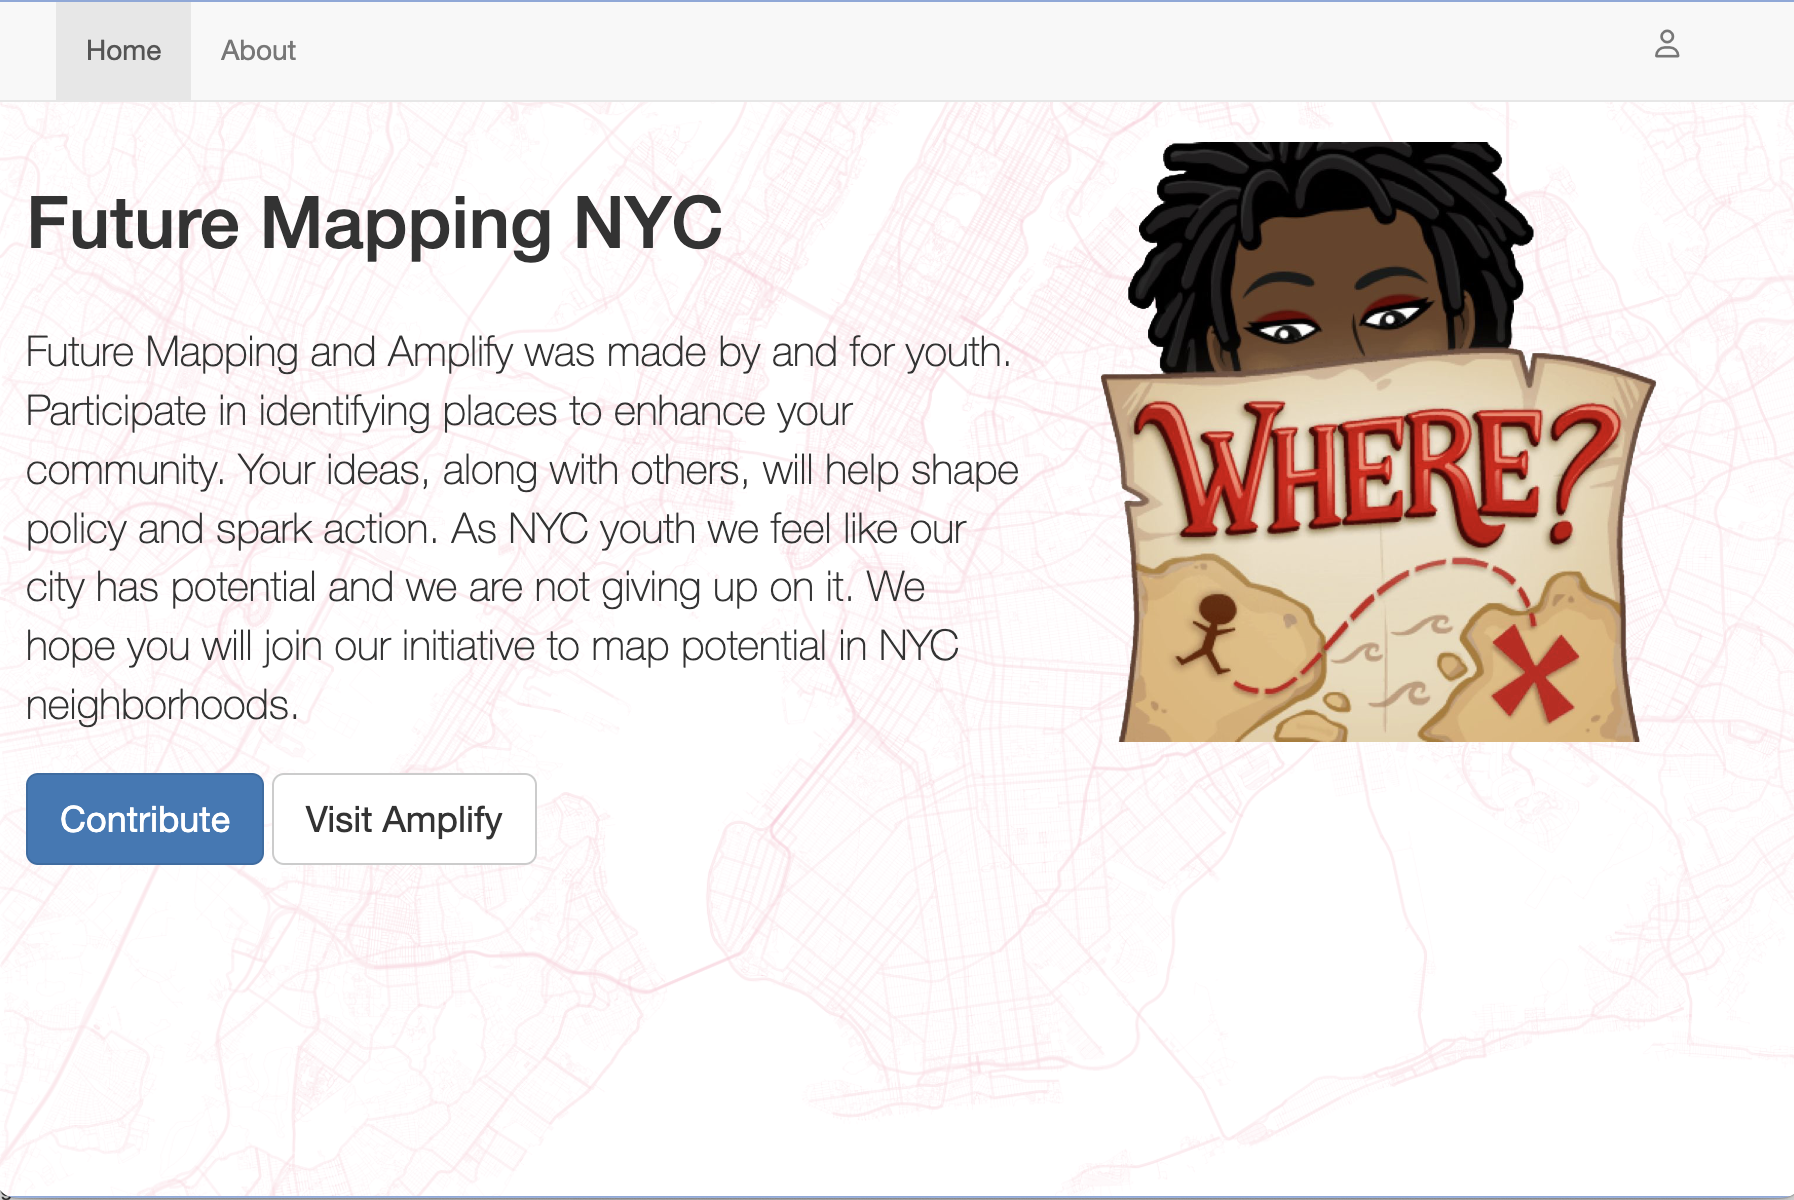 Home
About
Future Mapping NYC
Future Mapping and Amplify was made by and for youth.
Participate in identifying places to enhance your
community. Your ideas, along with others, will help shape
policy and spark action. As NYC youth we feel like our
city has potential and we are not giving up on it. We
hope you will join our initiative to map potential in NYC
neighborhoods.
Contribute
Visit Amplify
WHERE?